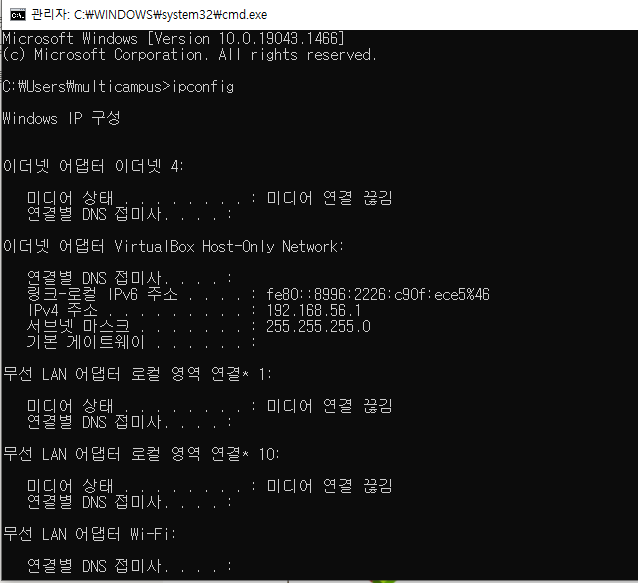 관리자: C:₩WINDOWS₩system32₩cmd.exe
Microsoft Windows [Version 10.0.19043.1466]
(c) Microsoft Corporation. All rights reserved.
C:₩Users₩multicampus>ipconfig
Windows IP 구성
이더넷 어댑터 이더넷 4:
미디어 상태 . . . . . . . . : 미디어 연결 끊김
연결별 DNS 접미사. . . . :
이더넷 어댑터 VirtualBox Host-Only Network:
연결별 DNS 접미사. . . . :
링크-로컬 IPv6 주소 . . . . : fe80::8996:2226:c90f:ece5%46
IPv4 주소 . . . . . . . . . : 192.168.56.1
서브넷 마스크 . . . . . . . : 255.255.255.0
기본 게이트웨이 . . . . . . :
무선 LAN 어댑터 로컬 영역 연결* 1:
미디어 상태 . . . . . . . . : 미디어 연결 끊김
연결별 DNS 접미사. . . . :
무선 LAN 어댑터 로컬 영역 연결* 10:
미디어 상태 . . . . . . . . : 미디어 연결 끊김
연결별 DNS 접미사. . . . :
무선 LAN 어댑터 Wi-Fi:
연결별 DNS 접미사. . . . :